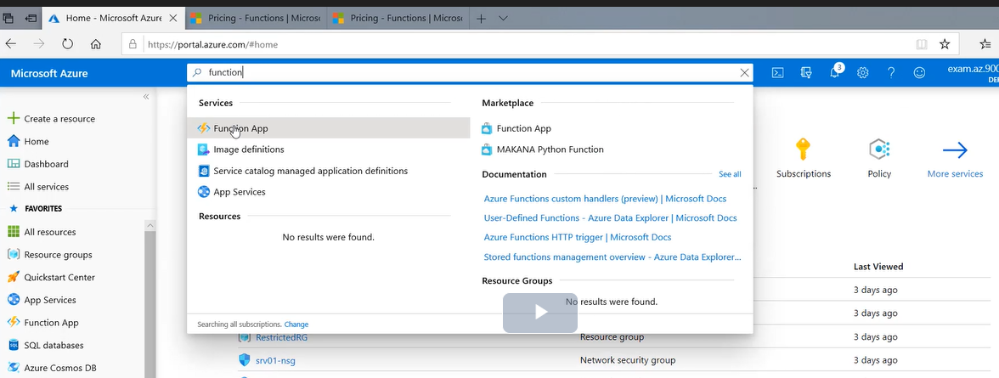 Home - Microsoft Azure
Pricing - Functions | Microso
Pricing - Functions | Microso
https://portal.azure.com/#home
Microsoft Azure
function
3
exam.az.900
DEF
Services
Function App
Image definitions
Service catalog managed application definitions
App Services
Resources
No results were found.
Searching all subscriptions. Change
Marketplace
Function App
MAKANA Python Function
Documentation
See all
Azure Functions custom handlers (preview) | Microsoft Docs
User-Defined Functions - Azure Data Explorer | Microsoft Docs
Azure Functions HTTP trigger | Microsoft Docs
Stored functions management overview - Azure Data Explorer...
Resource Groups
No results were found.
Create a resource
Home
Dashboard
All services
FAVORITES
All resources
Resource groups
Quickstart Center
App Services
Function App
SQL databases
Azure Cosmos DB
Subscriptions
Policy
More services
...
Last Viewed
3 days ago
3 days ago
RestrictedRG
Resource group
3 days ago
srv01-nsg
Network security group
3 days ago